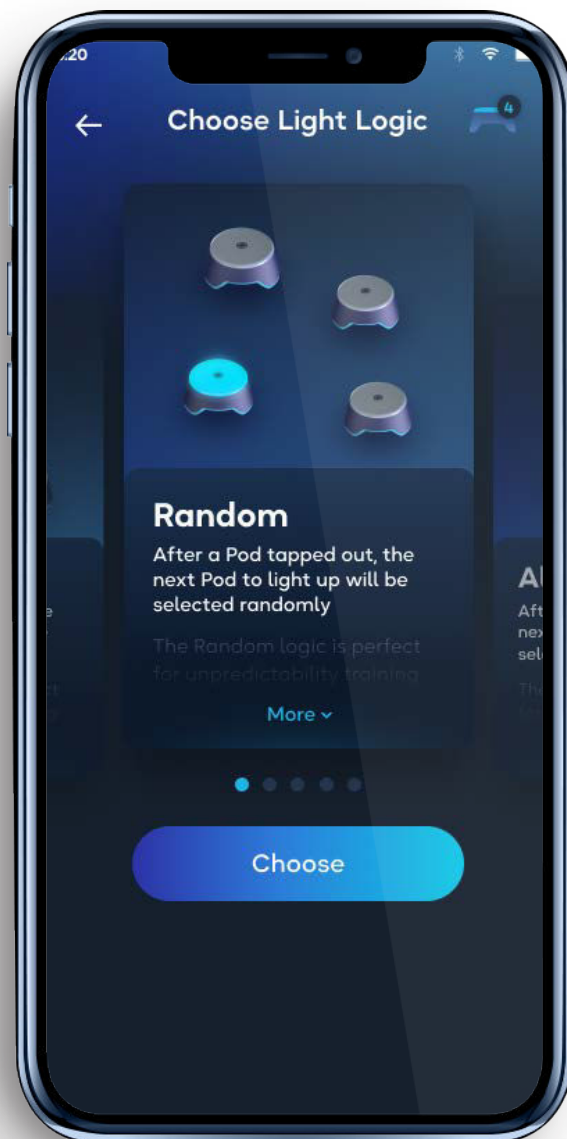 :20
Choose Light Logic
4
Random
After a Pod tapped out, the
next Pod to light up will be
selected randomly
The Random logic is perfect
for unpredictability training
More
Choose